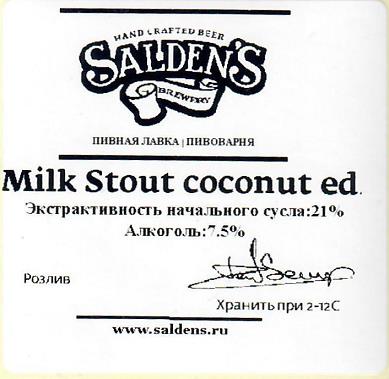 HAND CRAFTED BEER
SALDEN'S
BREWERY
ПИВНАЯ ЛАВКА | ПИВОВАРНЯ
Milk Stout coconut ed.
Экстрактивность начального сусла:21%
Алкоголь:7.5%
Розлив
Хранить при 2-12С
www.saldens.ru